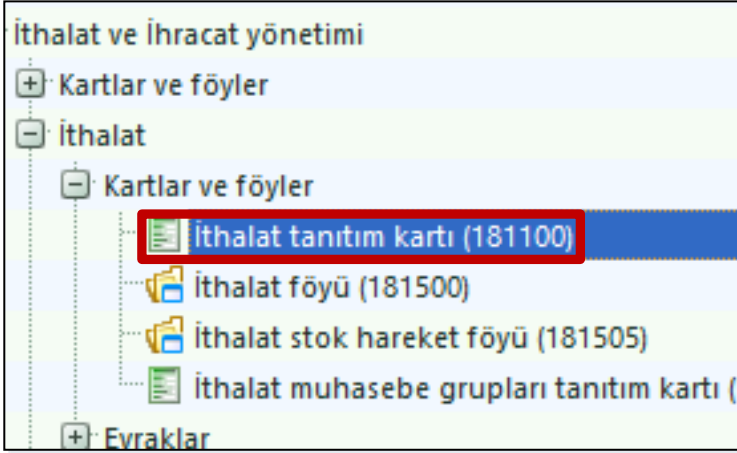 İthalat ve İhracat yönetimi
Kartlar ve föyler
İthalat
Kartlar ve föyler
İthalat tanıtım kartı (181100)
İthalat föyü (181500)
İthalat stok hareket föyü (181505)
İthalat muhasebe grupları tanıtım kartı (
Evraklar